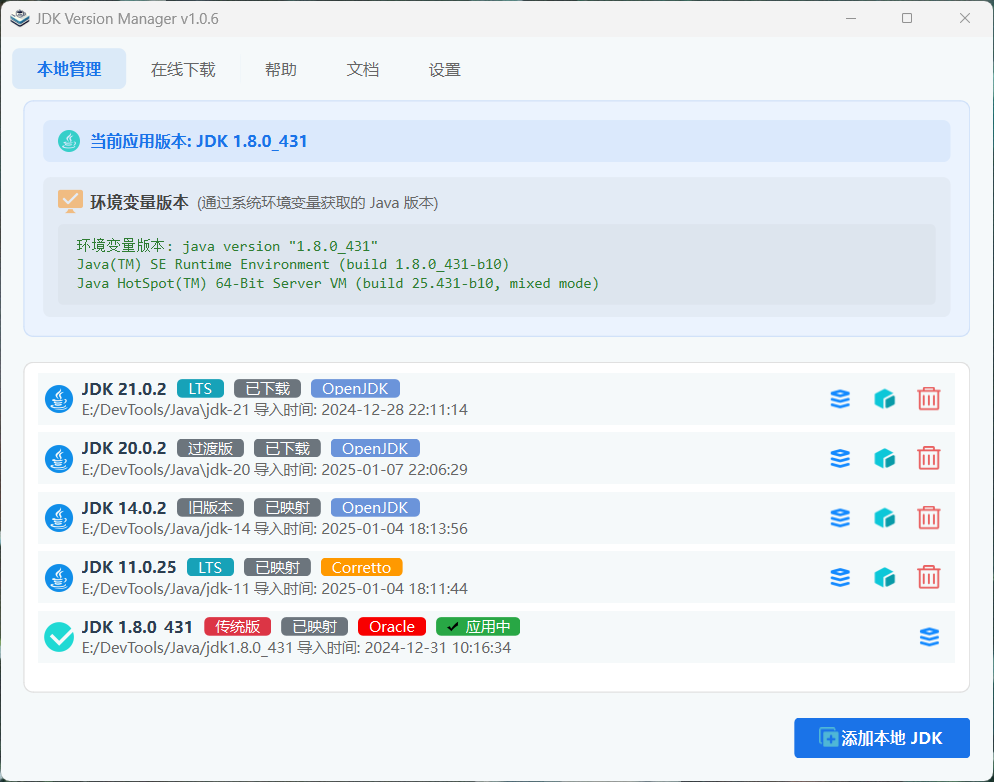 JDK Version Manager v1.0.6
本地管理 在线下载 帮助 文档 设置
当前应用版本: JDK 1.8.0_431
环境变量版本 (通过系统环境变量获取的 Java 版本)
环境变量版本: java version "1.8.0_431"
Java(TM) SE Runtime Environment (build 1.8.0_431-b10)
Java HotSpot(TM) 64-Bit Server VM (build 25.431-b10, mixed mode)
JDK 21.0.2 LTS 已下载 OpenJDK
E:/DevTools/Java/jdk-21 导入时间: 2024-12-28 22:11:14
JDK 20.0.2 过渡版 已下载 OpenJDK
E:/DevTools/Java/jdk-20 导入时间: 2025-01-07 22:06:29
JDK 14.0.2 旧版本 已映射 OpenJDK
E:/DevTools/Java/jdk-14 导入时间: 2025-01-04 18:13:56
JDK 11.0.25 LTS 已映射 Corretto
E:/DevTools/Java/jdk-11 导入时间: 2025-01-04 18:11:44
JDK 1.8.0 431 传统版 已映射 Oracle ✓ 应用中
E:/DevTools/Java/jdk1.8.0_431 导入时间: 2024-12-31 10:16:34
添加本地 JDK